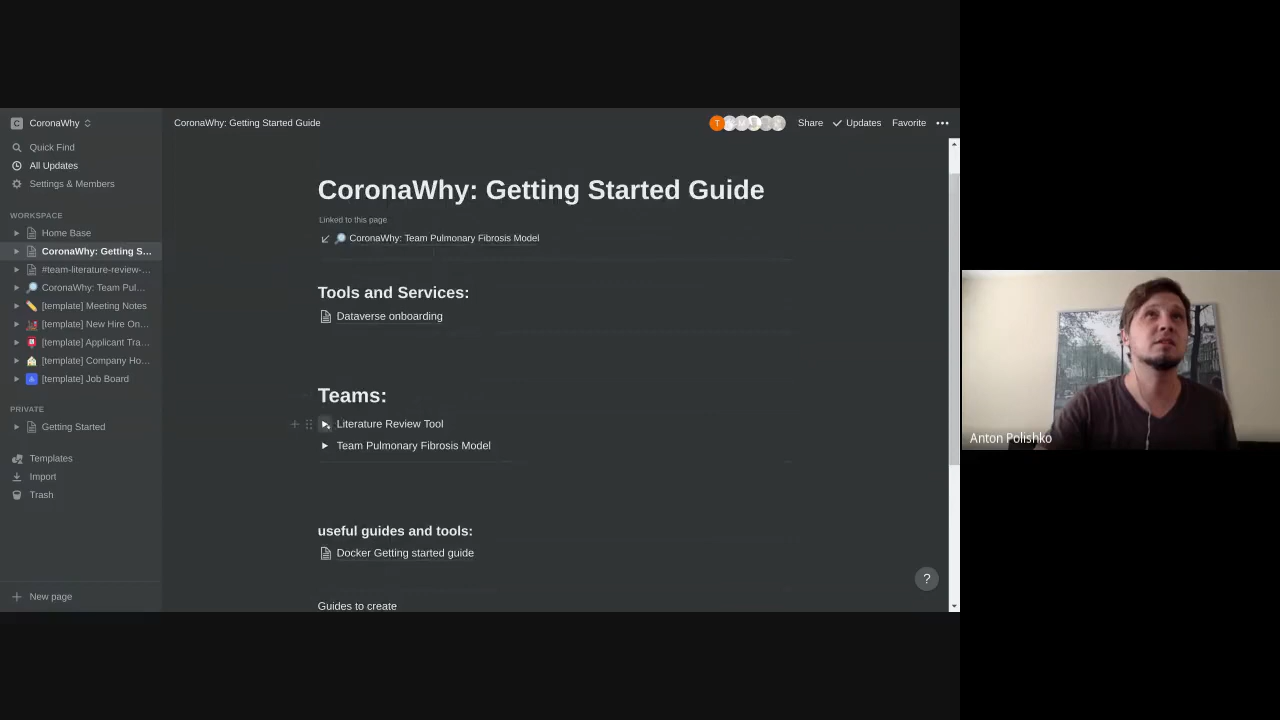 CoronaWhy
Quick Find
All Updates
Settings & Members
WORKSPACE
Home Base
CoronaWhy: Getting S...
#team-literature-review-...
CoronaWhy: Team Pul...
[template] Meeting Notes
[template] New Hire On...
[template] Applicant Tra...
[template] Company Ho...
[template] Job Board
PRIVATE
Getting Started
Templates
Import
Trash
New page
CoronaWhy: Getting Started Guide
T
Share
Updates
Favorite
CoronaWhy: Getting Started Guide
Linked to this page
CoronaWhy: Team Pulmonary Fibrosis Model
Tools and Services:
Dataverse onboarding
Teams:
Literature Review Tool
Team Pulmonary Fibrosis Model
useful guides and tools:
Docker Getting started guide
Guides to create
?
Anton Polishko